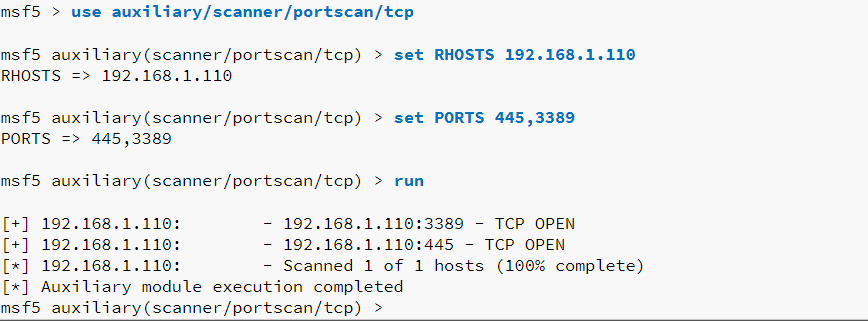 msf5 > use auxiliary/scanner/portscan/tcp
msf5 auxiliary(scanner/portscan/tcp) > set RHOSTS 192.168.1.110
RHOSTS => 192.168.1.110
msf5 auxiliary(scanner/portscan/tcp) > set PORTS 445,3389
PORTS => 445,3389
msf5 auxiliary(scanner/portscan/tcp) > run
[+] 192.168.1.110:        - 192.168.1.110:3389 - TCP OPEN
[+] 192.168.1.110:        - 192.168.1.110:445 - TCP OPEN
[*] 192.168.1.110:        - Scanned 1 of 1 hosts (100% complete)
[*] Auxiliary module execution completed
msf5 auxiliary(scanner/portscan/tcp) >